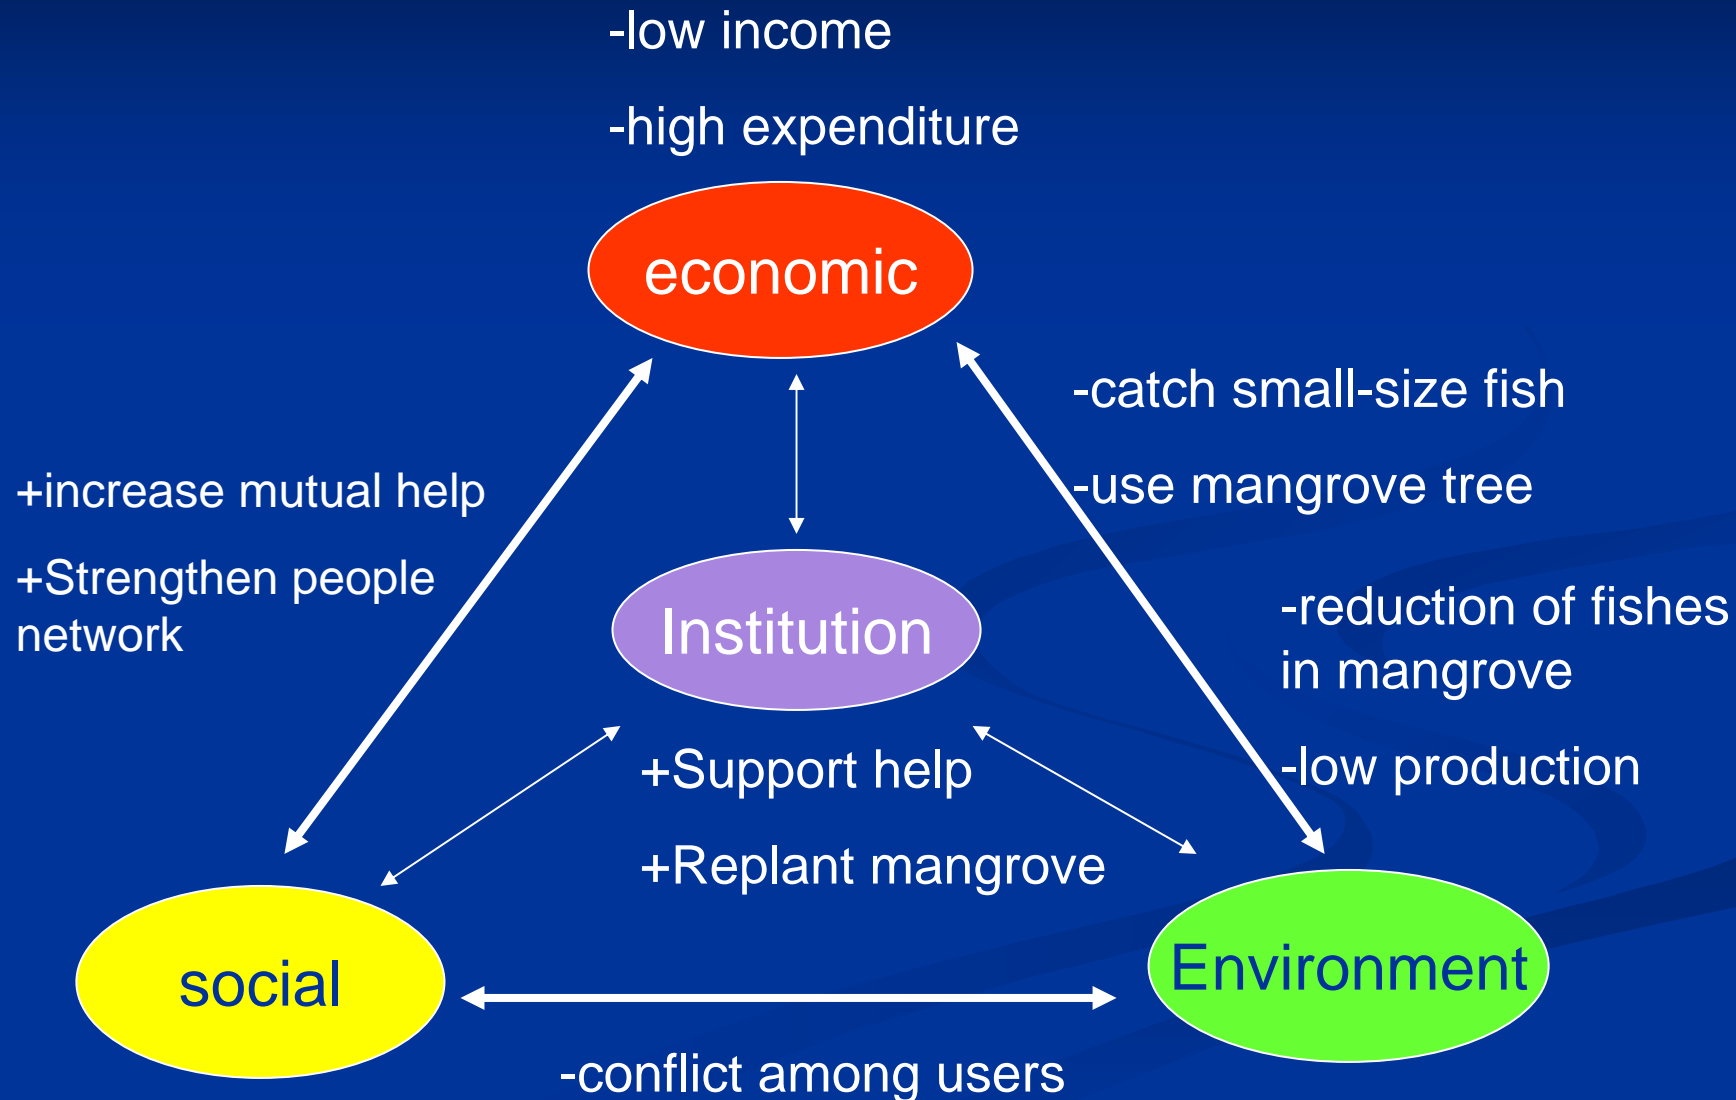 -low income
-high expenditure
economic
-catch small-size fish
-use mangrove tree
+increase mutual help
+Strengthen people
network
Institution
-reduction of fishes
in mangrove
-low production
+Support help
+Replant mangrove
social
Environment
-conflict among users